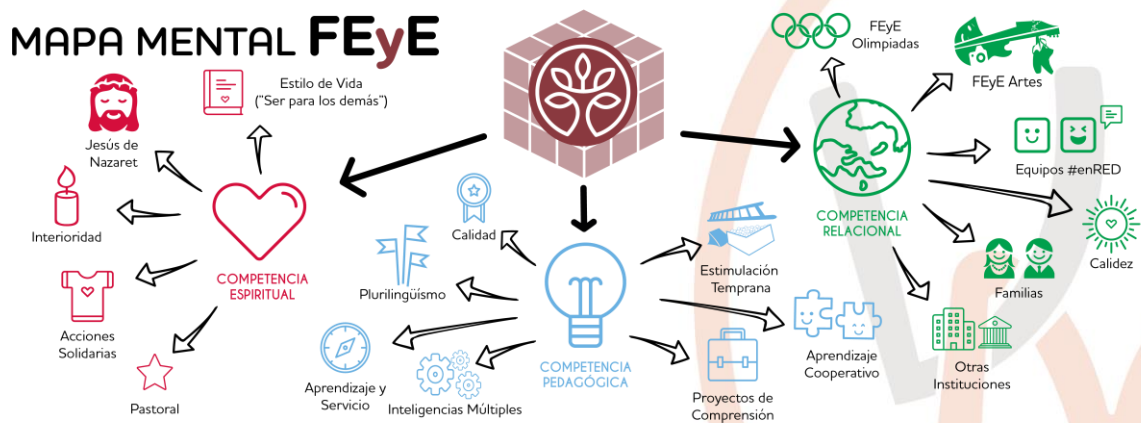 MAPA MENTAL FEyE
Estilo de Vida
("Ser para los demás")
Jesús de
Nazaret
Interioridad
COMPETENCIA
ESPIRITUAL
Acciones
Solidarias
Pastoral
Calidad
Plurilingüísmo
Aprendizaje y
Servicio
Inteligencias Múltiples
COMPETENCIA
PEDAGÓGICA
Estimulación
Temprana
Aprendizaje
Cooperativo
Proyectos de
Comprensión
FEyE
Olimpiadas
FEyE Artes
COMPETENCIA
RELACIONAL
Equipos #enRED
Calidez
Familias
Otras
Instituciones